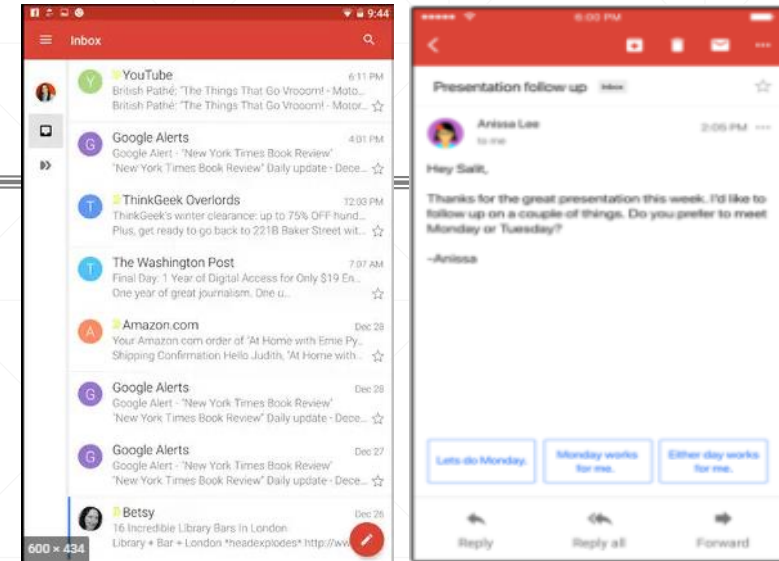 9:44
Inbox
YouTube 6:11 PM
British Pathé: "The Things That Go Vrooom! - Moto...
British Pathé: "The Things That Go Vrooom! - Motor...
Google Alerts 4:01 PM
Google Alert - "New York Times Book Review"
"New York Times Book Review" Daily update · Dece...
ThinkGeek Overlords 12:03 PM
ThinkGeek's winter clearance: up to 75% OFF hund...
Plus, get ready to go back to 221B Baker Street wit...
The Washington Post 7:07 AM
Final Day: 1 Year of Digital Access for Only $19 En...
One year of great journalism. One u...
Amazon.com Dec 28
Your Amazon.com order of "At Home with Ernie Py...
Shipping Confirmation Hello Judith, "At Home with...
Google Alerts Dec 28
Google Alert - "New York Times Book Review"
"New York Times Book Review" Daily update · Dece...
Google Alerts Dec 27
Google Alert - "New York Times Book Review"
"New York Times Book Review" Daily update · Dece...
Betsy Dec 26
16 Incredible Library Bars In London
Library + Bar + London *headexplodes* http://ww
600 × 434
6:00 PM
Presentation follow up Inbox
Anissa Lee 2:05 PM
to me
Hey Salit,
Thanks for the great presentation this week. I'd like to
follow up on a couple of things. Do you prefer to meet
Monday or Tuesday?
-Anissa
Lets do Monday.
Monday works
for me.
Either day works
for me.
Reply Reply all Forward